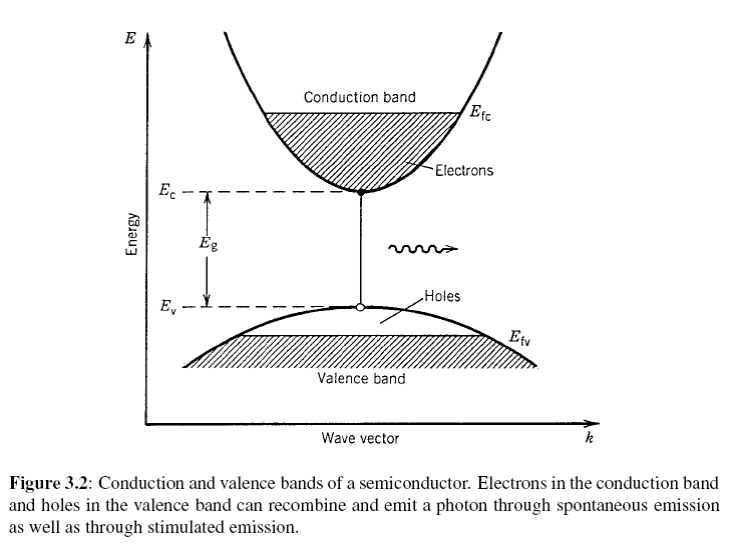 E
Conduction band
E_fc
Electrons
E_c
E_g
Energy
Holes
E_v
E_fv
Valence band
Wave vector
k
Figure 3.2: Conduction and valence bands of a semiconductor. Electrons in the conduction band
and holes in the valence band can recombine and emit a photon through spontaneous emission
as well as through stimulated emission.